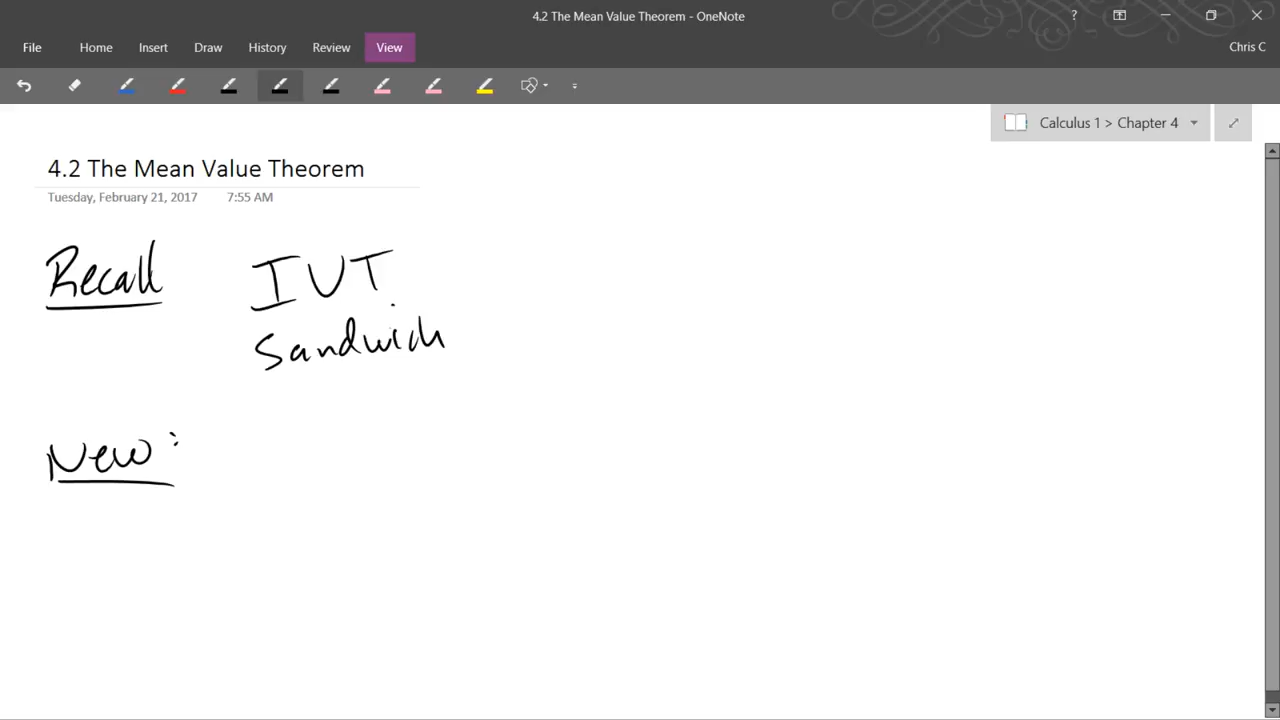 4.2 The Mean Value Theorem - OneNote
?
File Home Insert Draw History Review View
Chris C
Calculus 1 > Chapter 4
4.2 The Mean Value Theorem
Tuesday, February 21, 2017 7:55 AM
Recall IVT
Sandwich
New: